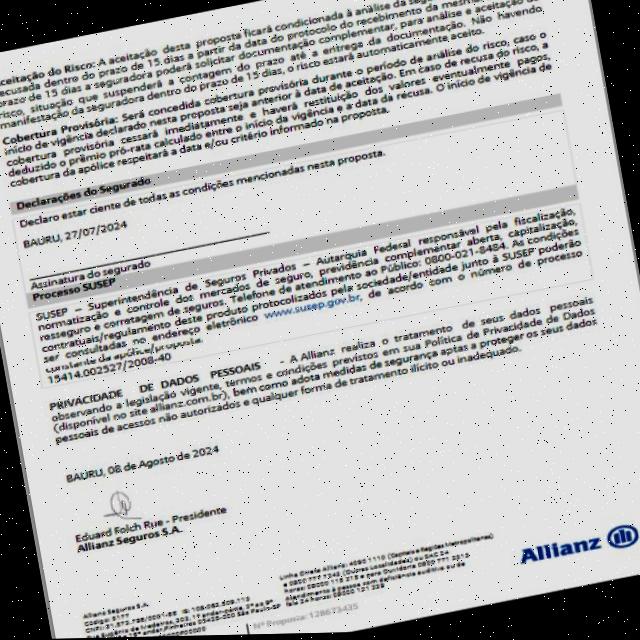 Aceitação do Risco: A aceitação desta proposta ficará condicionada à análise da
recusada dentro do prazo de 15 dias a partir da data do protocolo do recebimento da mesma
prazo de 15 dias a seguradora poderá solicitar documentação complementar, para análise e aceitação do
risco, situação que suspenderá a contagem do prazo até a entrega da documentação. Não havendo,
manifestação da seguradora dentro do prazo de 15 dias, o risco estará automaticamente aceito.
Cobertura Provisória: Será concedida cobertura provisória durante o período de análise do risco, caso o
início de vigência declarado nesta proposta seja anterior à data de aceitação. Em caso de recusa do risco, a
cobertura provisória cessará imediatamente e haverá restituição dos valores eventualmente pagos,
deduzido o prêmio pró-rata calculado entre o início da vigência e a data da recusa. O início de vigência de
cobertura da apólice respeitará a data e/ou critério informado na proposta.
Declarações do Segurado
Declaro estar ciente de todas as condições mencionadas nesta proposta.
BAURU, 27/07/2024
Assinatura do segurado
Processo SUSEP
SUSEP – Superintendência de Seguros Privados – Autarquia Federal responsável pela fiscalização,
normatização e controle dos mercados de seguro, previdência complementar aberta, capitalização,
resseguro e corretagem de seguros. Telefone de atendimento ao Público: 0800-021-8484. As condições
contratuais/regulamento deste produto protocolizados pela sociedade/entidade junto à SUSEP poderão
ser consultadas no endereço eletrônico www.susep.gov.br, de acordo com o número de processo
constante da apólice/proposta.
15414.002527/2008-40
PRIVACIDADE DE DADOS PESSOAIS - A Allianz realiza o tratamento de seus dados pessoais
observando a legislação vigente, termos e condições previstos em sua Política de Privacidade de Dados
(disponível no site allianz.com.br), bem como adota medidas de segurança aptas a proteger os seus dados
pessoais de acessos não autorizados e qualquer forma de tratamento ilícito ou inadequado.
BAURU, 08 de Agosto de 2024
Eduard Folch Rue - Presidente
Allianz Seguros S.A.
Allianz
Allianz Seguros S.A.
Linha Direta Allianz: 4090 1110
Nº Proposta: 128673435